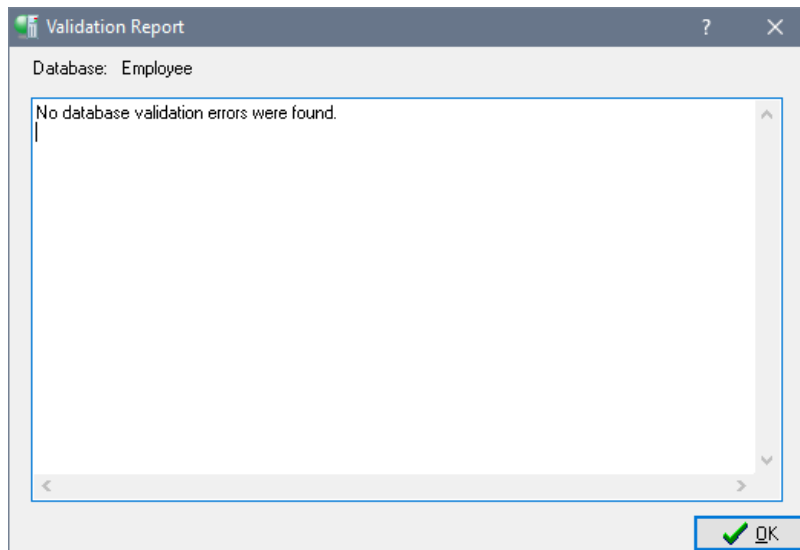 Validation Report
?
Database: Employee
No database validation errors were found.
OK